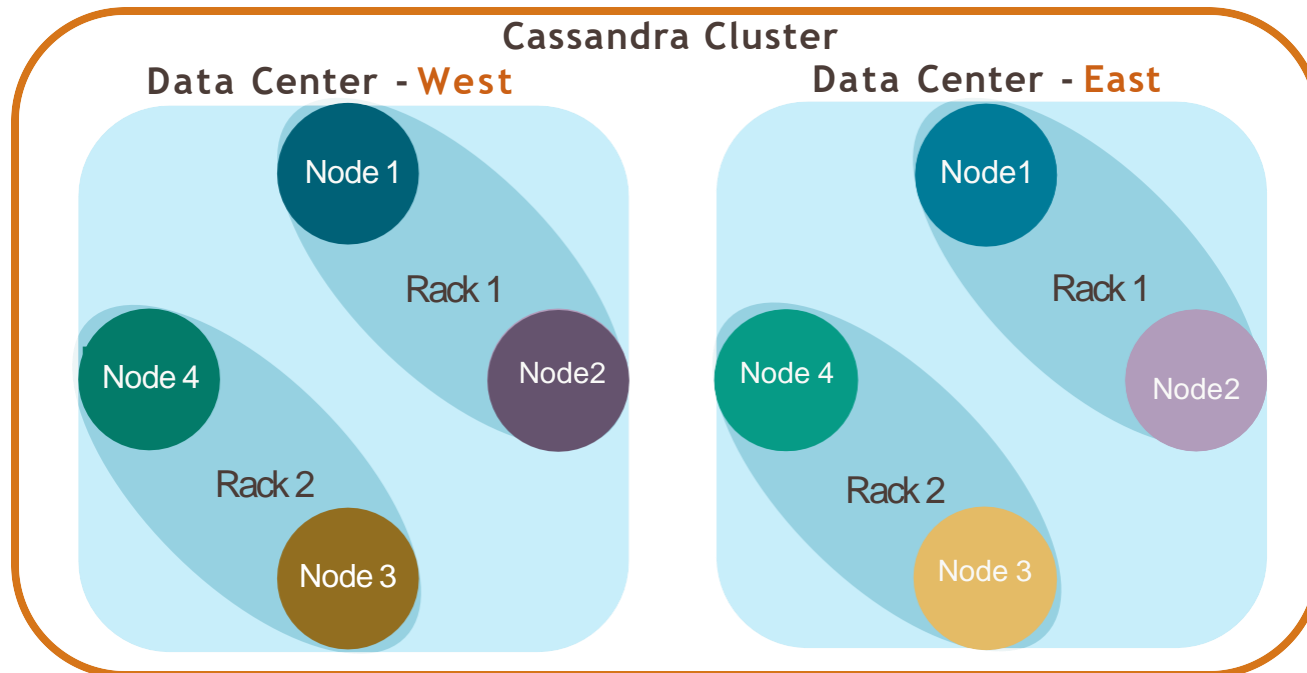 Cassandra Cluster
Data Center - West
Node 1
Rack 1
Node2
Node 4
Rack 2
Node 3
Data Center - East
Node1
Rack 1
Node2
Node 4
Rack 2
Node 3